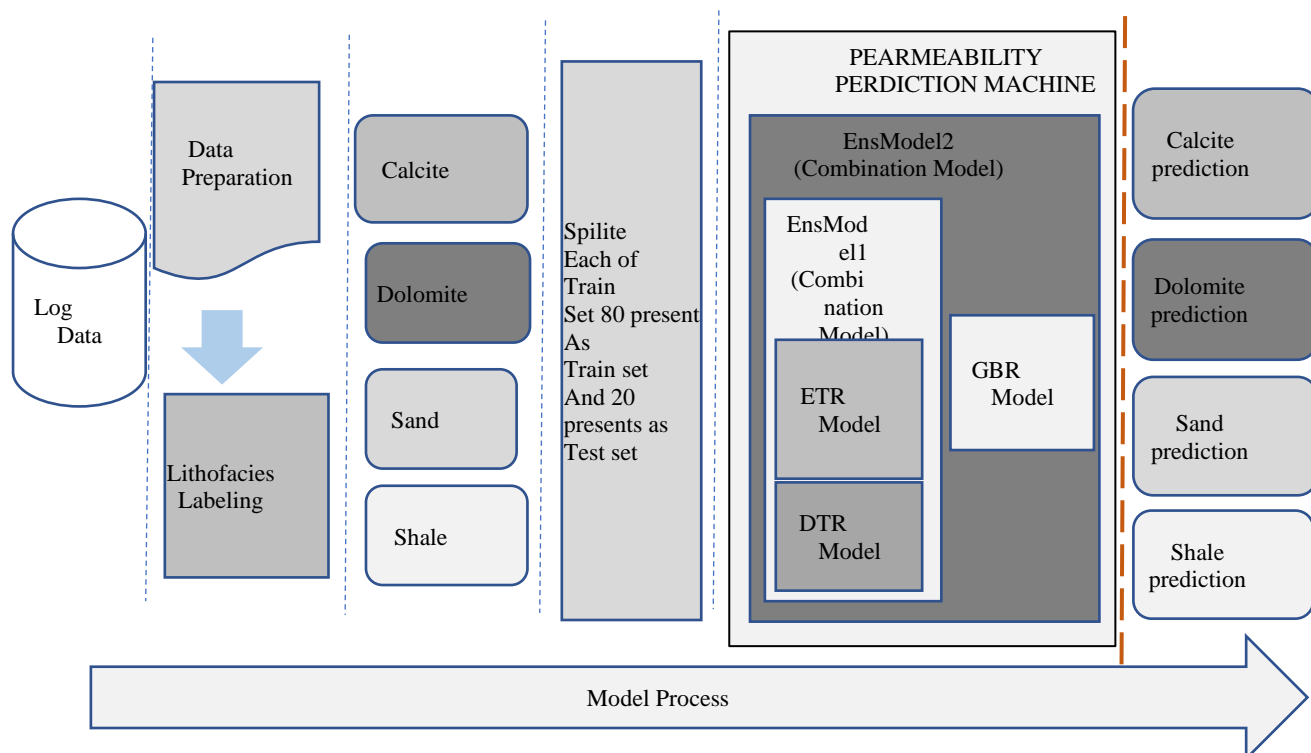 Log
Data
Data
Preparation
Lithofacies
Labeling
Calcite
Dolomite
Sand
Shale
Spilite
Each of
Train
Set 80 present
As
Train set
And 20
presents as
Test set
PEARMEABILITY
PERDICTION MACHINE
EnsModel2
(Combination Model)
EnsMod
el1
(Combi
nation
Model)
ETR
Model
DTR
Model
GBR
Model
Calcite
prediction
Dolomite
prediction
Sand
prediction
Shale
prediction
Model Process